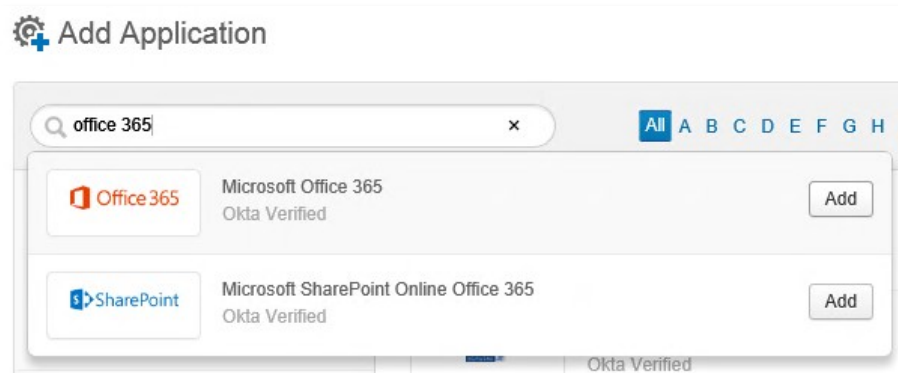 Add Application
office 365 ×
All A B C D E F G H
Office 365
Microsoft Office 365
Okta Verified
Add
SharePoint
Microsoft SharePoint Online Office 365
Okta Verified
Add
Okta Verified